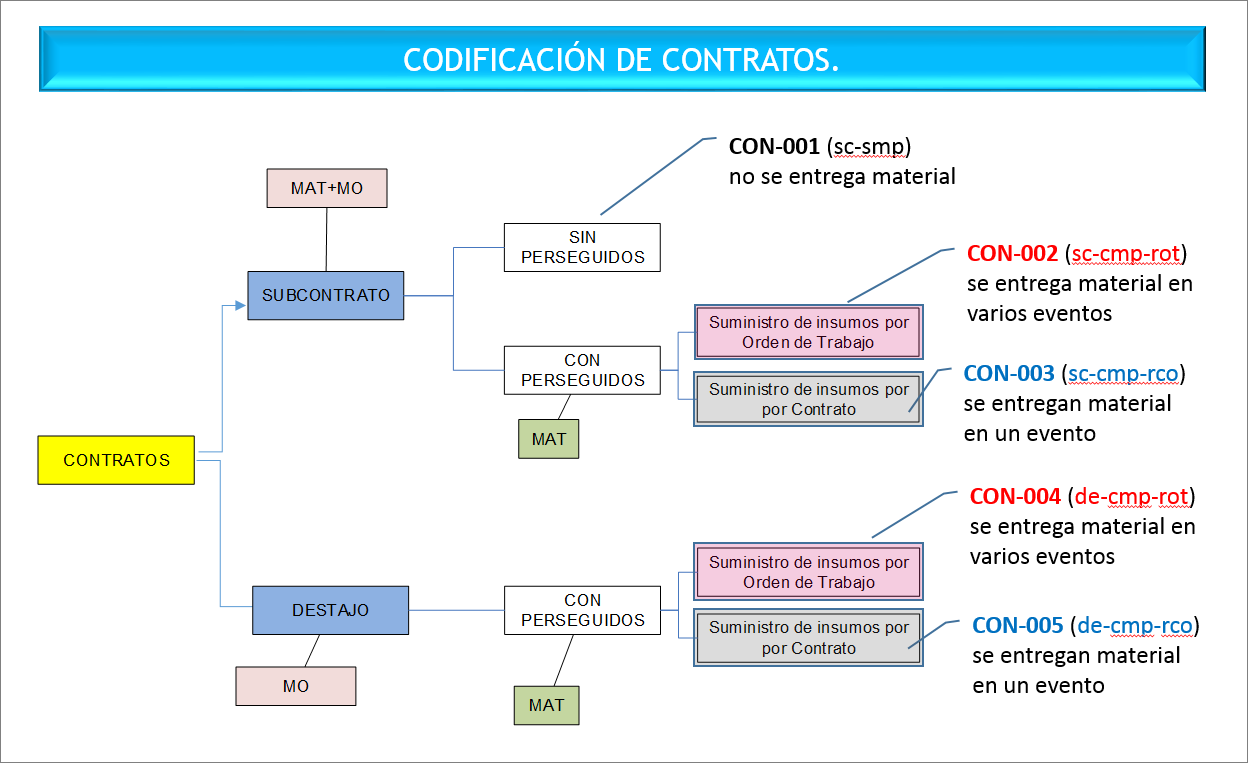 CODIFICACIÓN DE CONTRATOS.
CON-001 (sc-smp)
no se entrega material
MAT+MO
SIN
PERSEGUIDOS
SUBCONTRATO
CON-002 (sc-cmp-rot)
se entrega material en
varios eventos
Suministro de insumos por
Orden de Trabajo
CON
PERSEGUIDOS
CON-003 (sc-cmp-rco)
se entregan material
en un evento
Suministro de insumos por
por Contrato
MAT
CONTRATOS
CON-004 (de-cmp-rot)
se entrega material en
varios eventos
Suministro de insumos por
Orden de Trabajo
DESTAJO
CON
PERSEGUIDOS
CON-005 (de-cmp-rco)
se entregan material
en un evento
Suministro de insumos por
por Contrato
MO
MAT